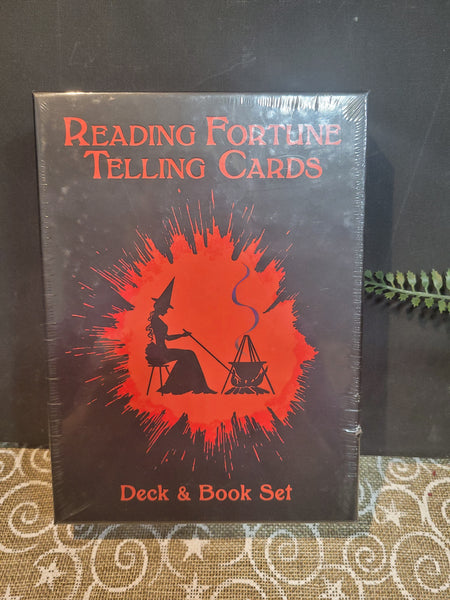 Reading Fortune
Telling Cards
Deck & Book Set